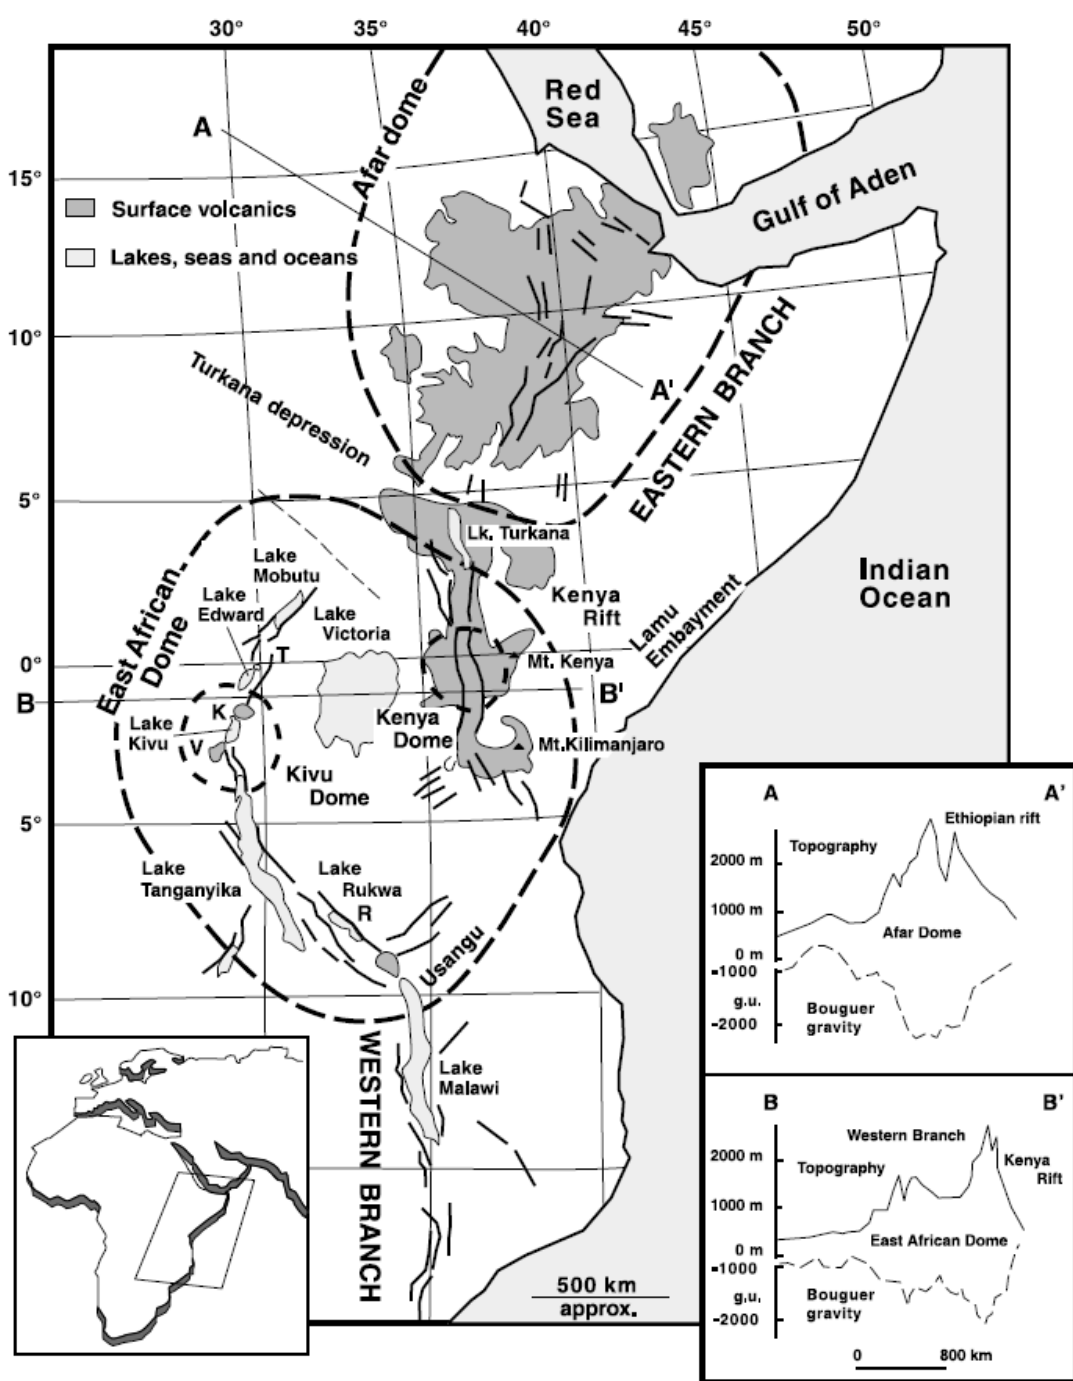 30°
35°
40°
45°
50°
Red
Sea
A
Afar dome
15°
Gulf of Aden
Surface volcanics
Lakes, seas and oceans
10°
Turkana depression
A'
EASTERN BRANCH
5°
Lk. Turkana
Lake
Mobutu
Lake
Edward
Lake
Victoria
Kenya
Rift
Lamu
Embayment
Indian
Ocean
East African
Dome
T
0°
Mt. Kenya
B
B'
K
Lake
Kivu
V
Kenya
Dome
Mt.Kilimanjaro
Kivu
Dome
5°
Lake
Tanganyika
Lake
Rukwa
R
Usangu
10°
WESTERN BRANCH
Lake
Malawi
500 km
approx.
A
A'
Ethiopian rift
Topography
2000 m
1000 m
Afar Dome
0 m
-1000
g.u.
Bouguer
gravity
-2000
B
B'
Western Branch
2000 m
Topography
Kenya
Rift
1000 m
East African Dome
0 m
-1000
g.u.
Bouguer
gravity
-2000
0
800 km